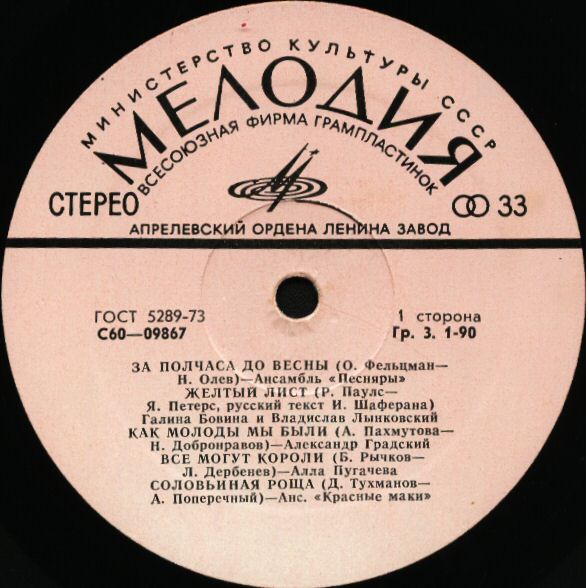 МИНИСТЕРСТВО КУЛЬТУРЫ СССР
МЕЛОДИЯ
ВСЕСОЮЗНАЯ ФИРМА ГРАМПЛАСТИНОК
СТЕРЕО 33
АПРЕЛЕВСКИЙ ОРДЕНА ЛЕНИНА ЗАВОД
ГОСТ 5289-73 1 сторона
С60—09867 Гр. 3. 1-90
ЗА ПОЛЧАСА ДО ВЕСНЫ (О. Фельцман—
Н. Олев)—Ансамбль «Песняры»
ЖЕЛТЫЙ ЛИСТ (Р. Паулс—
Я. Петерс, русский текст И. Шаферана)
Галина Бовина и Владислав Лынковский
КАК МОЛОДЫ МЫ БЫЛИ (А. Пахмутова—
Н. Добронравов)—Александр Градский
ВСЕ МОГУТ КОРОЛИ (Б. Рычков—
Л. Дербенев)—Алла Пугачева
СОЛОВЬИНАЯ РОЩА (Д. Тухманов—
А. Поперечный)—Анс. «Красные маки»